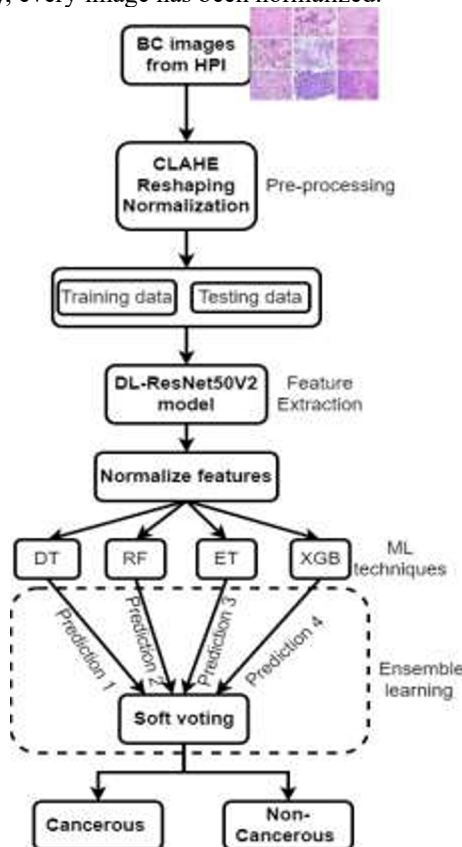 every image has been normalized.
BC images
from HPI
CLAHE
Reshaping
Normalization
Pre-processing
Training data
Testing data
DL-ResNet50V2
model
Feature
Extraction
Normalize features
DT
RF
ET
XGB
ML
techniques
Prediction 1
Prediction 2
Prediction 3
Prediction 4
Ensemble
learning
Soft voting
Cancerous
Non-
Cancerous